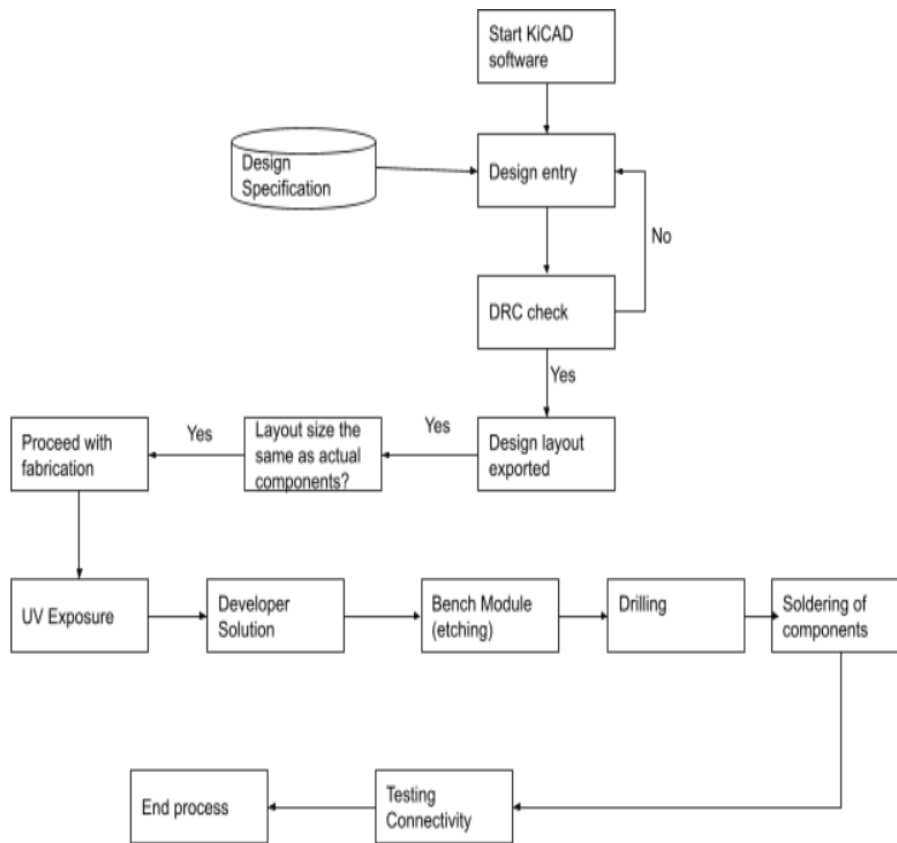 Start KiCAD
software
Design
Specification
Design entry
No
DRC check
Yes
Proceed with
fabrication
Yes
Layout size the
same as actual
components?
Yes
Design layout
exported
UV Exposure
Developer
Solution
Bench Module
(etching)
Drilling
Soldering of
components
End process
Testing
Connectivity